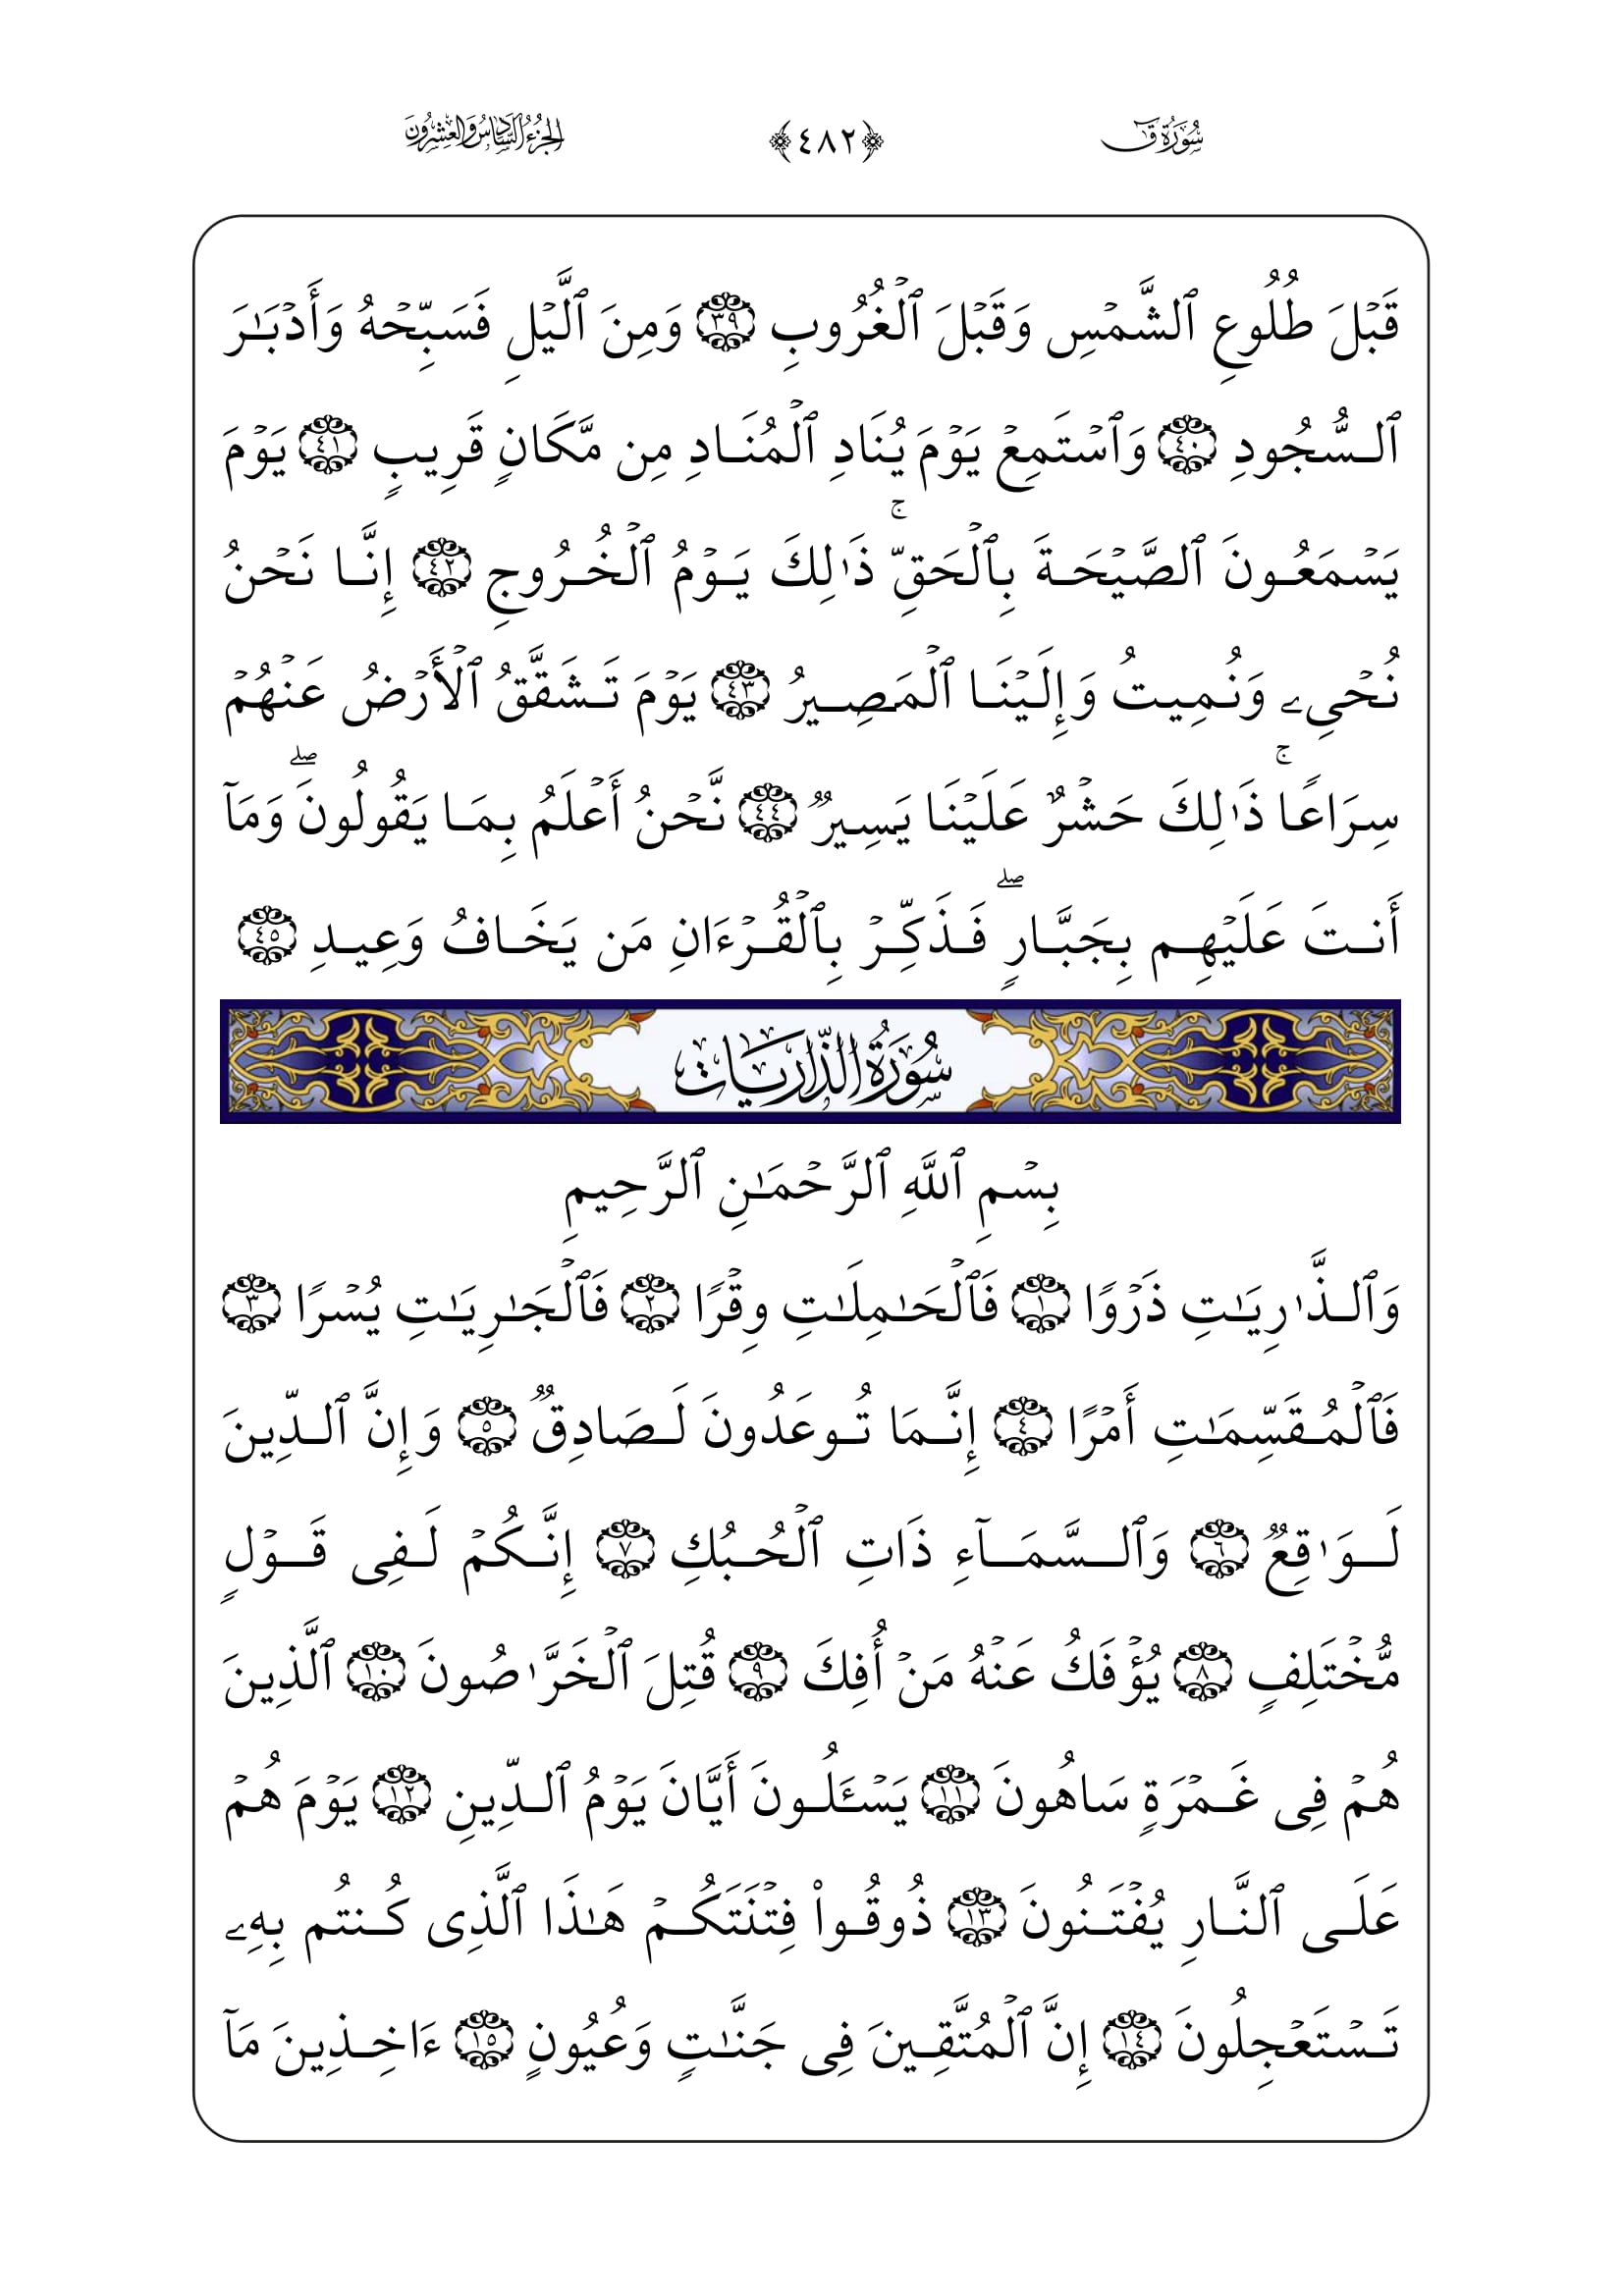 سُورَةُ قٓ ﴿٤٨٢﴾ الجُزْءُ السَّادِسُ وَالعِشْرُونَ
قَبۡلَ طُلُوعِ ٱلشَّمۡسِ وَقَبۡلَ ٱلۡغُرُوبِ ٣٩ وَمِنَ ٱلَّيۡلِ فَسَبِّحۡهُ وَأَدۡبَٰرَ
ٱلسُّجُودِ ٤٠ وَٱسۡتَمِعۡ يَوۡمَ يُنَادِ ٱلۡمُنَادِ مِن مَّكَانٖ قَرِيبٖ ٤١ يَوۡمَ
يَسۡمَعُونَ ٱلصَّيۡحَةَ بِٱلۡحَقِّۚ ذَٰلِكَ يَوۡمُ ٱلۡخُرُوجِ ٤٢ إِنَّا نَحۡنُ
نُحۡيِۦ وَنُمِيتُ وَإِلَيۡنَا ٱلۡمَصِيرُ ٤٣ يَوۡمَ تَشَقَّقُ ٱلۡأَرۡضُ عَنۡهُمۡ
سِرَاعٗاۚ ذَٰلِكَ حَشۡرٌ عَلَيۡنَا يَسِيرٞ ٤٤ نَّحۡنُ أَعۡلَمُ بِمَا يَقُولُونَۖ وَمَآ
أَنتَ عَلَيۡهِم بِجَبَّارٖۖ فَذَكِّرۡ بِٱلۡقُرۡءَانِ مَن يَخَافُ وَعِيدِ ٤٥
سُورَةُ الذَّارِيَاتِ
بِسۡمِ ٱللَّهِ ٱلرَّحۡمَٰنِ ٱلرَّحِيمِ
وَٱلذَّٰرِيَٰتِ ذَرۡوٗا ١ فَٱلۡحَٰمِلَٰتِ وِقۡرٗا ٢ فَٱلۡجَٰرِيَٰتِ يُسۡرٗا ٣
فَٱلۡمُقَسِّمَٰتِ أَمۡرًا ٤ إِنَّمَا تُوعَدُونَ لَصَادِقٞ ٥ وَإِنَّ ٱلدِّينَ
لَوَٰقِعٞ ٦ وَٱلسَّمَآءِ ذَاتِ ٱلۡحُبُكِ ٧ إِنَّكُمۡ لَفِي قَوۡلٖ
مُّخۡتَلِفٖ ٨ يُؤۡفَكُ عَنۡهُ مَنۡ أُفِكَ ٩ قُتِلَ ٱلۡخَرَّٰصُونَ ١٠ ٱلَّذِينَ
هُمۡ فِي غَمۡرَةٖ سَاهُونَ ١١ يَسۡـَٔلُونَ أَيَّانَ يَوۡمُ ٱلدِّينِ ١٢ يَوۡمَ هُمۡ
عَلَى ٱلنَّارِ يُفۡتَنُونَ ١٣ ذُوقُواْ فِتۡنَتَكُمۡ هَٰذَا ٱلَّذِي كُنتُم بِهِۦ
تَسۡتَعۡجِلُونَ ١٤ إِنَّ ٱلۡمُتَّقِينَ فِي جَنَّٰتٖ وَعُيُونٍ ١٥ ءَاخِذِينَ مَآ